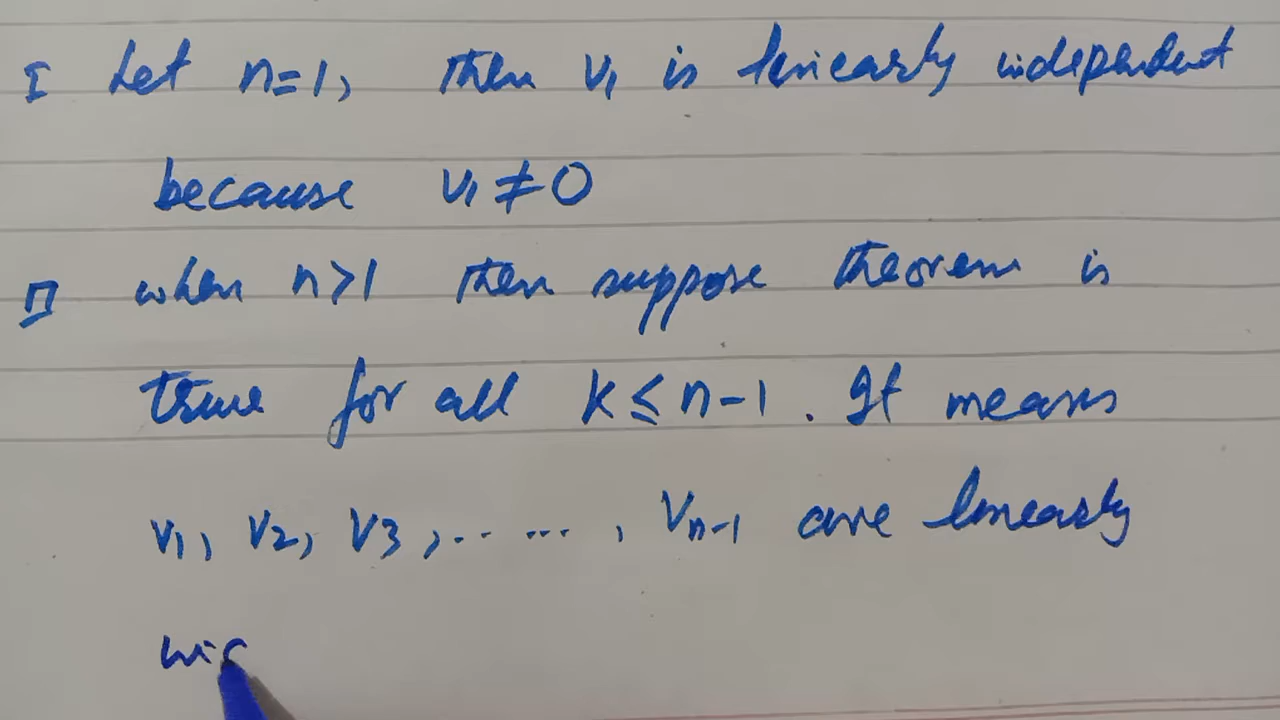 I Let n=1, then v₁ is linearly independent
because v₁ ≠ 0
II when n>1 then suppose theorem is
true for all k ≤ n-1. It means
v₁, v₂, v₃, ......, vₙ₋₁ are linearly